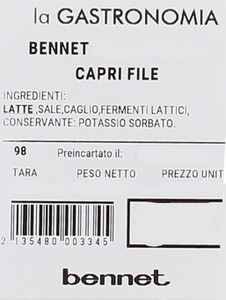 la GASTRONOMIA
BENNET
CAPRI FILE
INGREDIENTI:
LATTE ,SALE,CAGLIO,FERMENTI LATTICI,
CONSERVANTE: POTASSIO SORBATO.
98 Preincartato il:
TARA PESO NETTO PREZZO UNIT
2 135480 003345
bennet